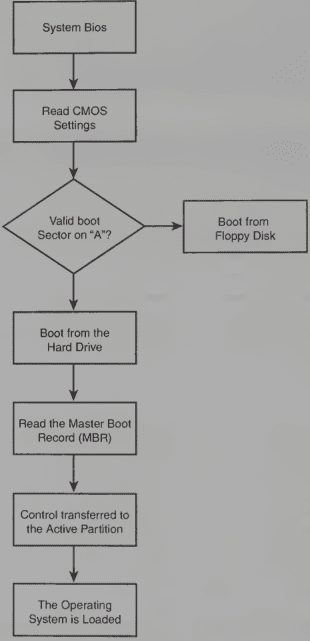 System Bios
Read CMOS
Settings
Valid boot
Sector on “A”?
Boot from
Floppy Disk
Boot from the
Hard Drive
Read the Master Boot
Record (MBR)
Control transferred to
the Active Partition
The Operating
System is Loaded